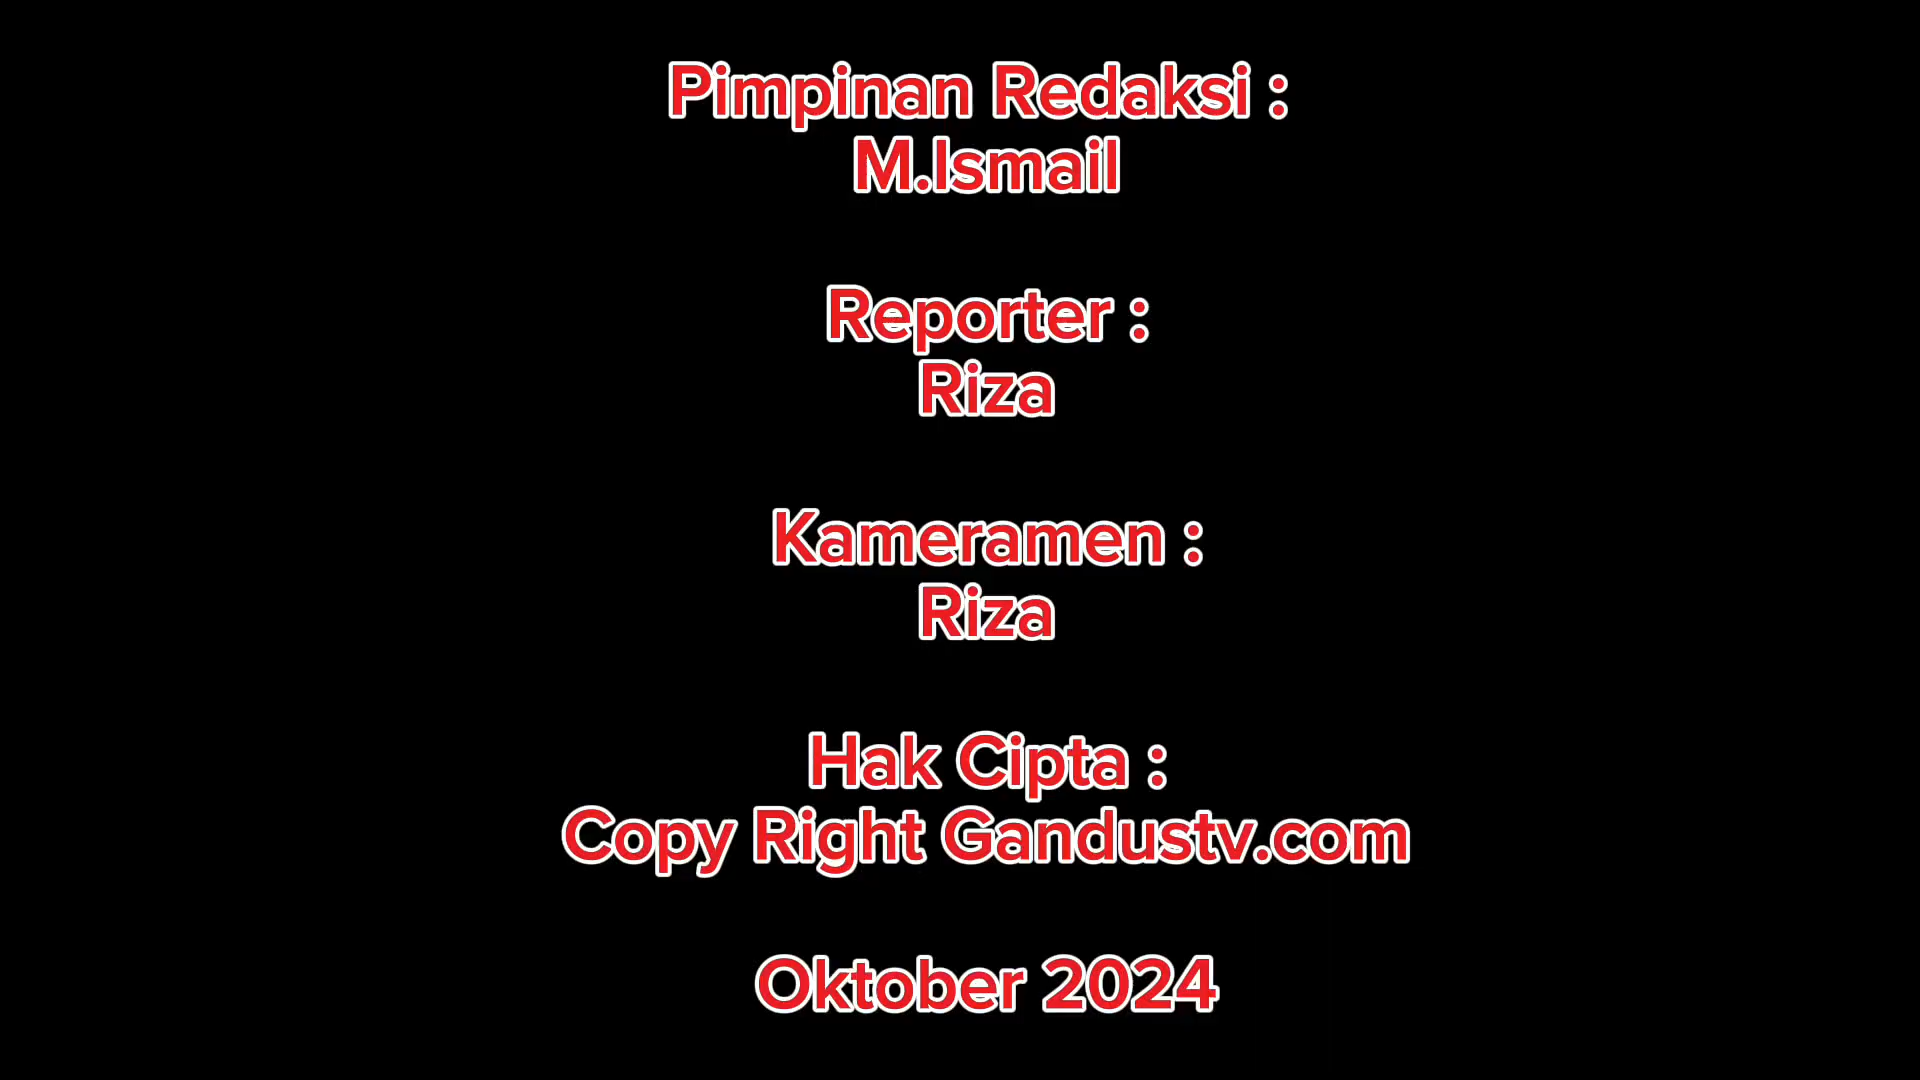 Pimpinan Redaksi :
M.Ismail
Reporter :
Riza
Kameramen :
Riza
Hak Cipta :
Copy Right Gandustv.com
Oktober 2024